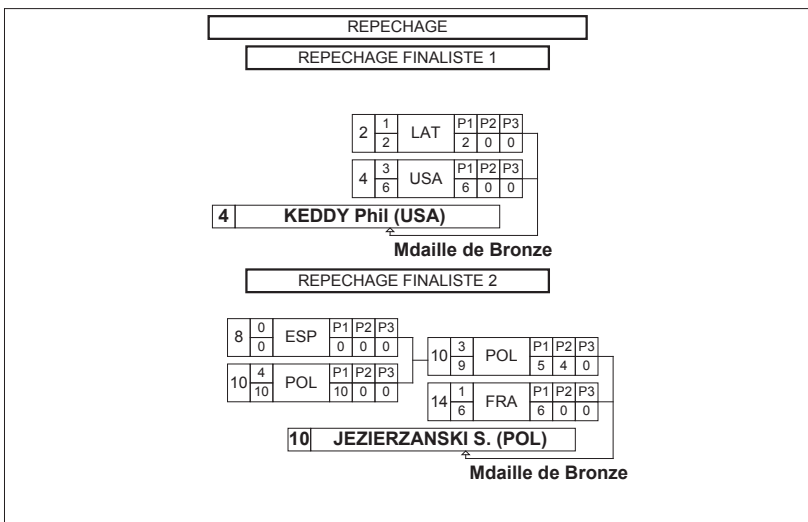 REPECHAGE
REPECHAGE FINALISTE 1
2 1 LAT P1 P2 P3
2 2 0 0
4 3 USA P1 P2 P3
6 6 0 0
4 KEDDY Phil (USA)
Mdaille de Bronze
REPECHAGE FINALISTE 2
8 0 ESP P1 P2 P3
0 0 0 0
10 4 POL P1 P2 P3
10 10 0 0
10 3 POL P1 P2 P3
9 5 4 0
14 1 FRA P1 P2 P3
6 6 0 0
10 JEZIERZANSKI S. (POL)
Mdaille de Bronze